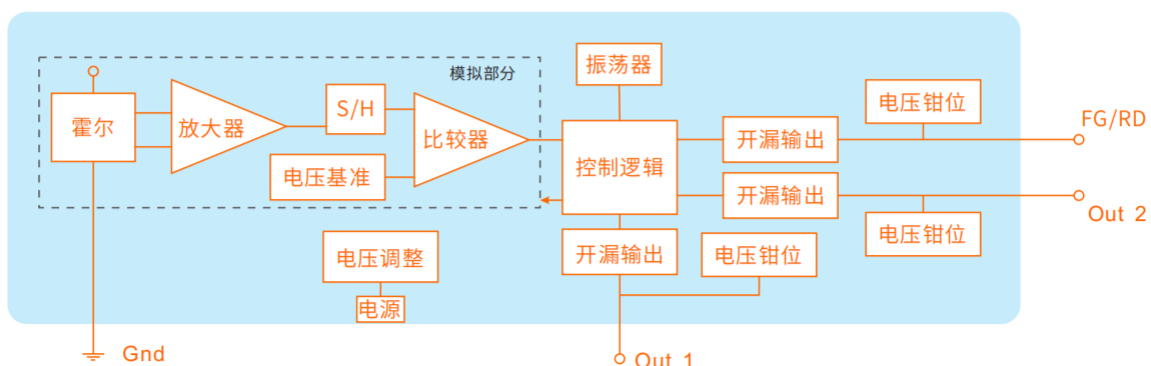 模拟部分
振荡器
霍尔
放大器
S/H
比较器
电压基准
控制逻辑
开漏输出
电压钳位
FG/RD
开漏输出
电压钳位
Out 2
电压调整
电源
开漏输出
电压钳位
Gnd
Out 1